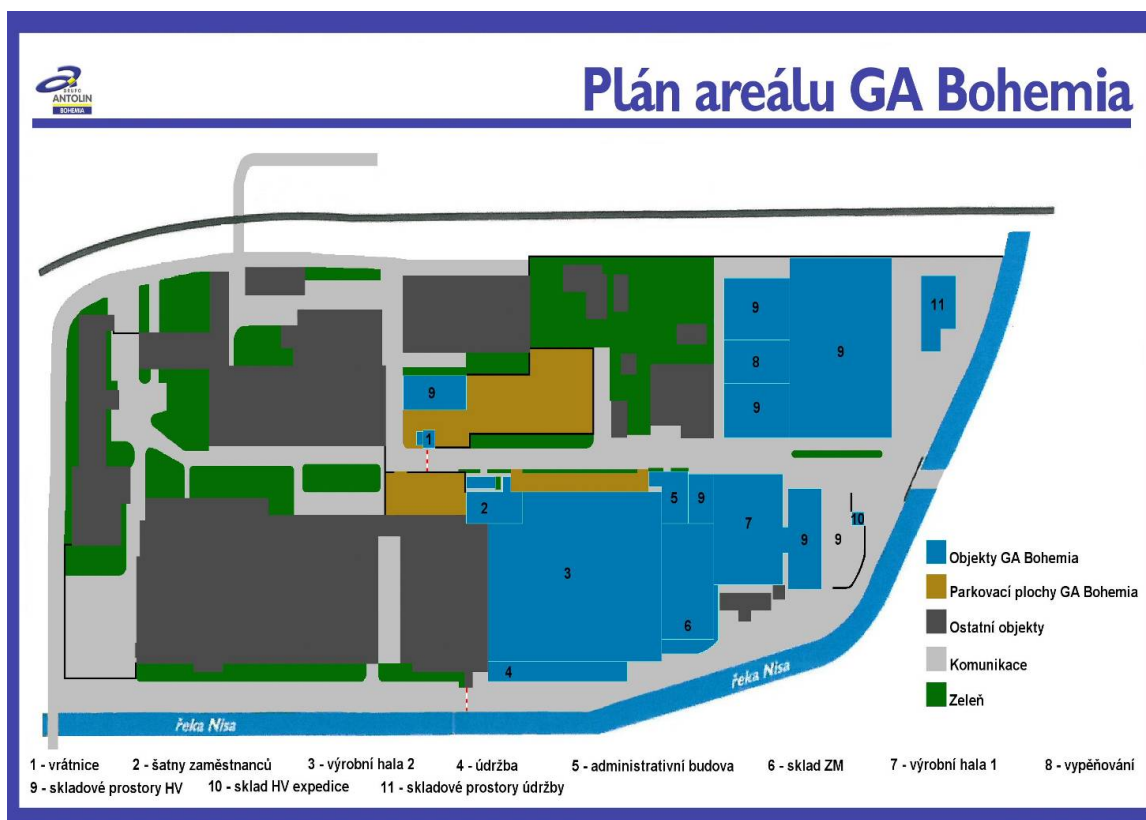 GRUPO
ANTOLIN
BOHEMIA
Plán areálu GA Bohemia
9
11
8
9
9
9
1
5
9
2
7
10
9
9
3
6
4
Objekty GA Bohemia
Parkovací plochy GA Bohemia
Ostatní objekty
Komunikace
Zeleň
řeka Nisa
řeka Nisa
1 - vrátnice 2 - šatny zaměstnanců 3 - výrobní hala 2 4 - údržba 5 - administrativní budova 6 - sklad ZM 7 - výrobní hala 1 8 - vypěňování
9 - skladové prostory HV 10 - sklad HV expedice 11 - skladové prostory údržby